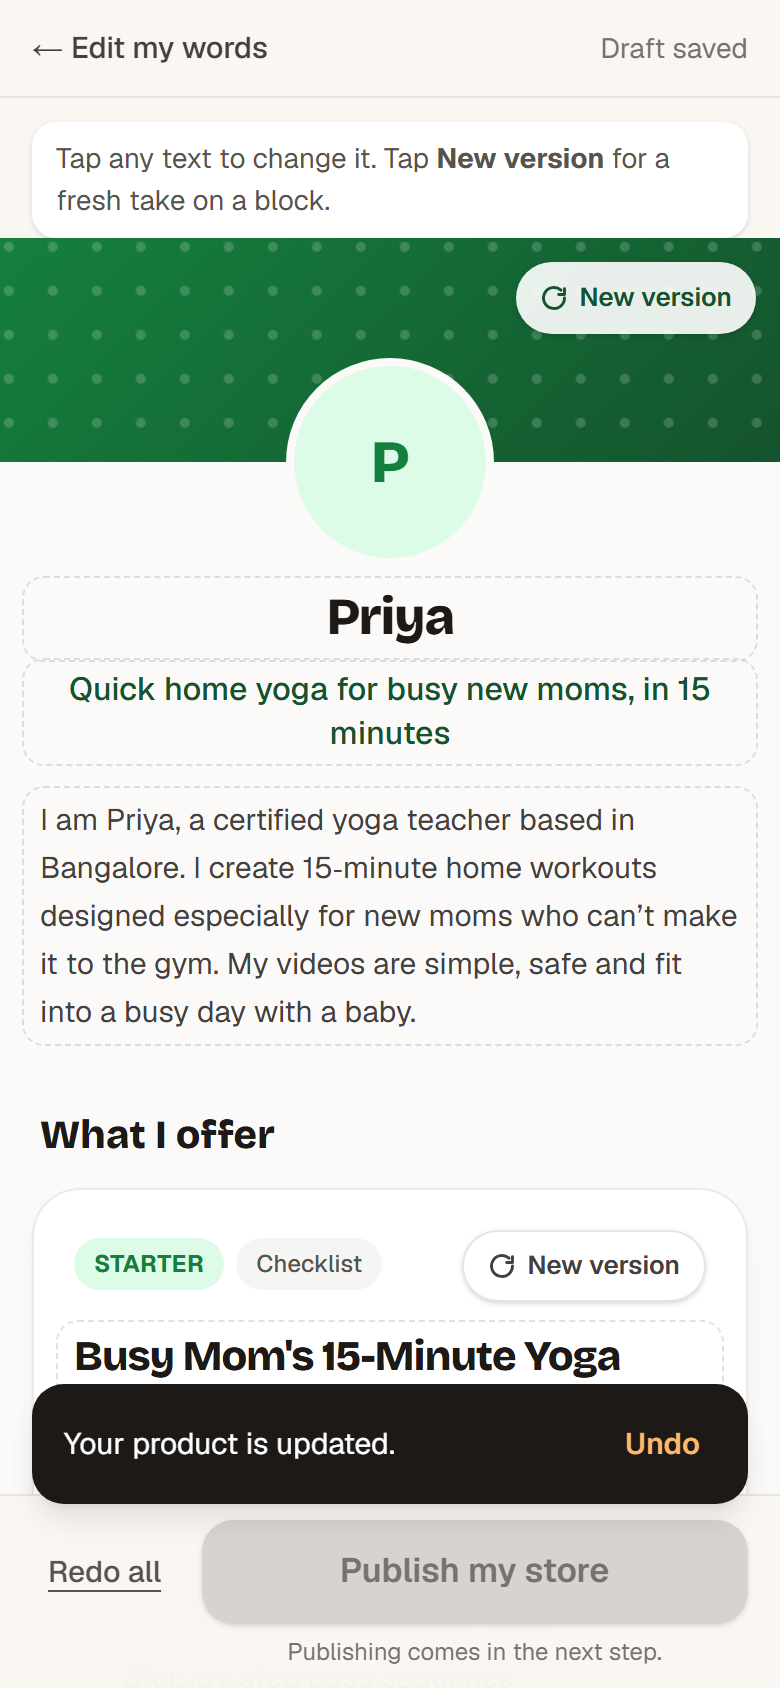 ← Edit my words
Draft saved
Tap any text to change it. Tap New version for a
fresh take on a block.
New version
P
Priya
Quick home yoga for busy new moms, in 15
minutes
I am Priya, a certified yoga teacher based in
Bangalore. I create 15-minute home workouts
designed especially for new moms who can’t make
it to the gym. My videos are simple, safe and fit
into a busy day with a baby.
What I offer
STARTER
Checklist
New version
Busy Mom's 15-Minute Yoga
Your product is updated.
Undo
Redo all
Publish my store
Publishing comes in the next step.
Step-by-step pose sequence